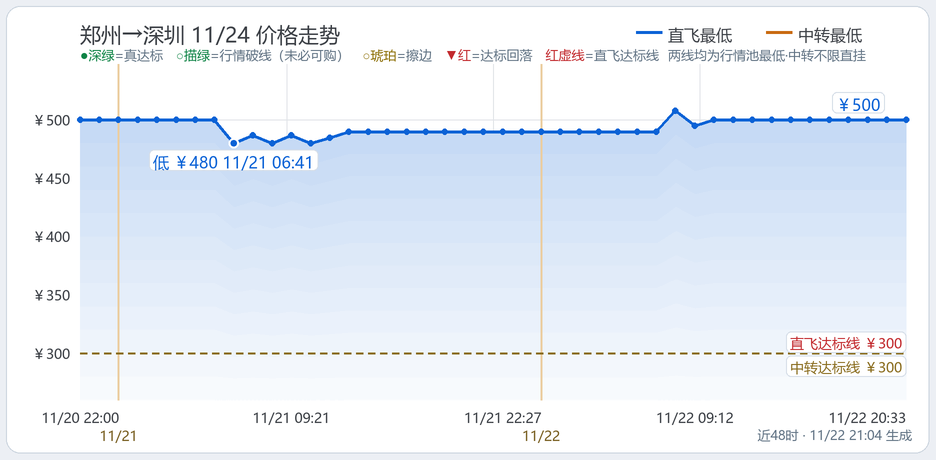 郑州→深圳 11/24 价格走势
直飞最低 中转最低
●深绿=真达标 ○描绿=行情破线（未必可购） ○琥珀=擦边 ▼红=达标回落 红虚线=直飞达标线 两线均为行情池最低·中转不限直挂
¥500
¥500
低 ¥480 11/21 06:41
¥450
¥400
¥350
直飞达标线 ¥300
¥300
中转达标线 ¥300
11/20 22:00 11/21 09:21 11/21 22:27 11/22 09:12 11/22 20:33
11/21 11/22
近48时 · 11/22 21:04 生成